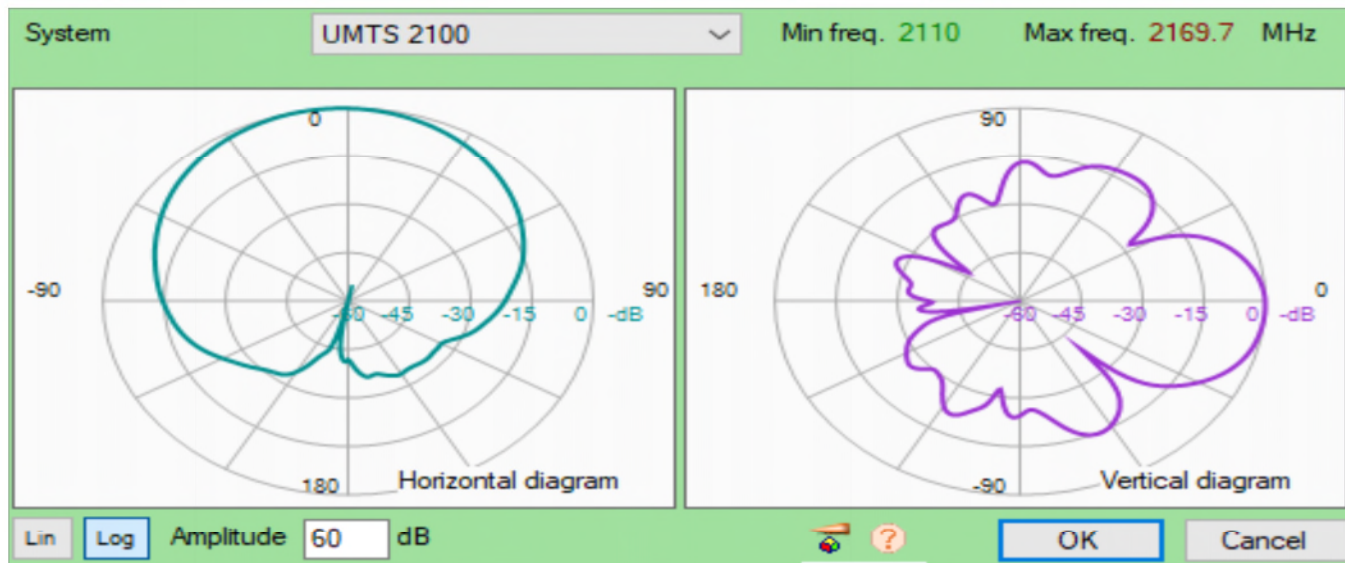 System UMTS 2100 Min freq. 2110 Max freq. 2169.7 MHz
0
-90 90
-60 -45 -30 -15 0 -dB
180 Horizontal diagram
90
180 0
-60 -45 -30 -15 0 -dB
-90 Vertical diagram
Lin Log Amplitude 60 dB ? OK Cancel